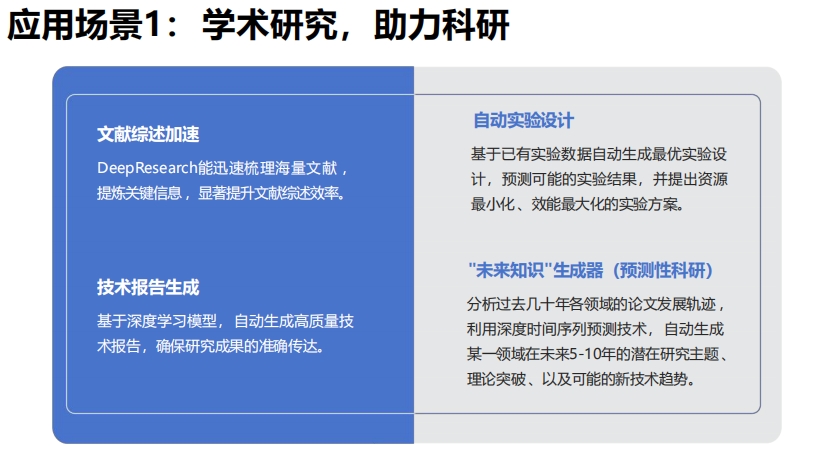 应用场景1：学术研究，助力科研
文献综述加速
DeepResearch能迅速梳理海量文献，
提炼关键信息，显著提升文献综述效率。
技术报告生成
基于深度学习模型，自动生成高质量技
术报告，确保研究成果的准确传达。
自动实验设计
基于已有实验数据自动生成最优实验设
计，预测可能的实验结果，并提出资源
最小化、效能最大化的实验方案。
"未来知识"生成器（预测性科研）
分析过去几十年各领域的论文发展轨迹，
利用深度时间序列预测技术，自动生成
某一领域在未来5-10年的潜在研究主题、
理论突破、以及可能的新技术趋势。